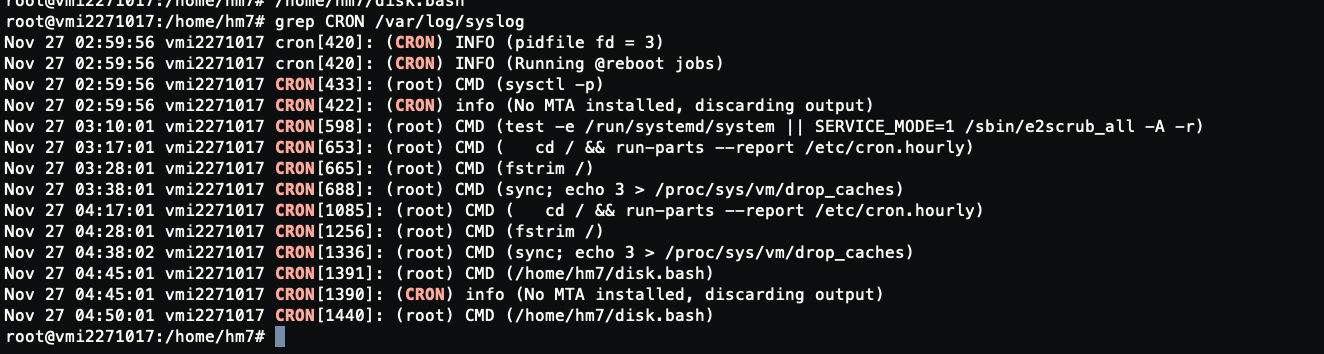 root@vmi2271017:/home/hm7# /home/hm7/disk.bash
root@vmi2271017:/home/hm7# grep CRON /var/log/syslog
Nov 27 02:59:56 vmi2271017 cron[420]: (CRON) INFO (pidfile fd = 3)
Nov 27 02:59:56 vmi2271017 cron[420]: (CRON) INFO (Running @reboot jobs)
Nov 27 02:59:56 vmi2271017 CRON[433]: (root) CMD (sysctl -p)
Nov 27 02:59:56 vmi2271017 CRON[422]: (CRON) info (No MTA installed, discarding output)
Nov 27 03:10:01 vmi2271017 CRON[598]: (root) CMD (test -e /run/systemd/system || SERVICE_MODE=1 /sbin/e2scrub_all -A -r)
Nov 27 03:17:01 vmi2271017 CRON[653]: (root) CMD (   cd / && run-parts --report /etc/cron.hourly)
Nov 27 03:28:01 vmi2271017 CRON[665]: (root) CMD (fstrim /)
Nov 27 03:38:01 vmi2271017 CRON[688]: (root) CMD (sync; echo 3 > /proc/sys/vm/drop_caches)
Nov 27 04:17:01 vmi2271017 CRON[1085]: (root) CMD (   cd / && run-parts --report /etc/cron.hourly)
Nov 27 04:28:01 vmi2271017 CRON[1256]: (root) CMD (fstrim /)
Nov 27 04:38:02 vmi2271017 CRON[1336]: (root) CMD (sync; echo 3 > /proc/sys/vm/drop_caches)
Nov 27 04:45:01 vmi2271017 CRON[1391]: (root) CMD (/home/hm7/disk.bash)
Nov 27 04:45:01 vmi2271017 CRON[1390]: (CRON) info (No MTA installed, discarding output)
Nov 27 04:50:01 vmi2271017 CRON[1440]: (root) CMD (/home/hm7/disk.bash)
root@vmi2271017:/home/hm7#